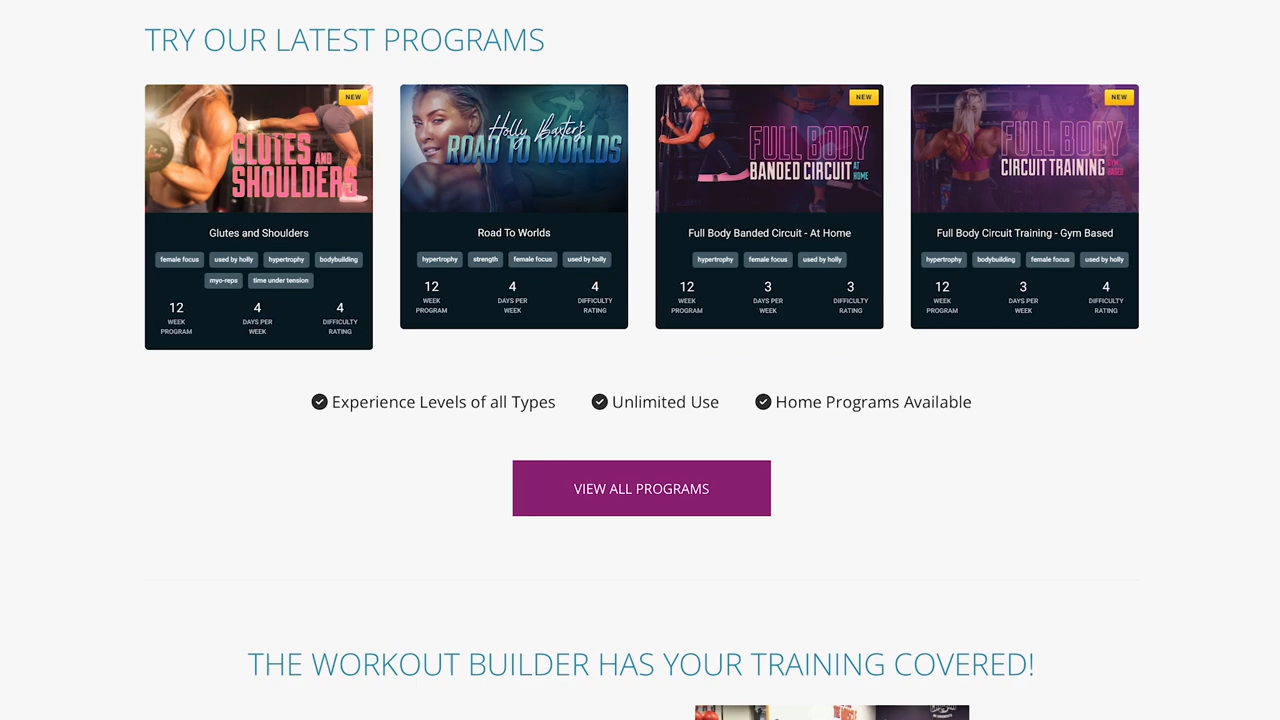 TRY OUR LATEST PROGRAMS
NEW
GLUTES AND
SHOULDERS
Glutes and Shoulders
female focus used by holly hypertrophy bodybuilding
myo-reps time under tension
12 4 4
WEEK DAYS PER DIFFICULTY
PROGRAM WEEK RATING
Holly Baxter's
ROAD TO WORLDS
Road To Worlds
hypertrophy strength female focus used by holly
12 4 4
WEEK DAYS PER DIFFICULTY
PROGRAM WEEK RATING
NEW
FULL BODY
BANDED CIRCUIT AT HOME
Full Body Banded Circuit - At Home
hypertrophy female focus used by holly
12 3 3
WEEK DAYS PER DIFFICULTY
PROGRAM WEEK RATING
NEW
FULL BODY
CIRCUIT TRAINING GYM BASED
Full Body Circuit Training - Gym Based
hypertrophy bodybuilding female focus used by holly
12 3 4
WEEK DAYS PER DIFFICULTY
PROGRAM WEEK RATING
Experience Levels of all Types Unlimited Use Home Programs Available
VIEW ALL PROGRAMS
THE WORKOUT BUILDER HAS YOUR TRAINING COVERED!